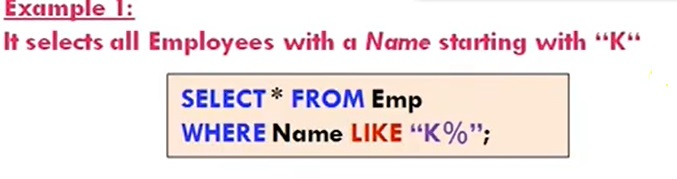 Example 1:
It selects all Employees with a Name starting with “K“
SELECT* FROM Emp
WHERE Name LIKE “K%”;